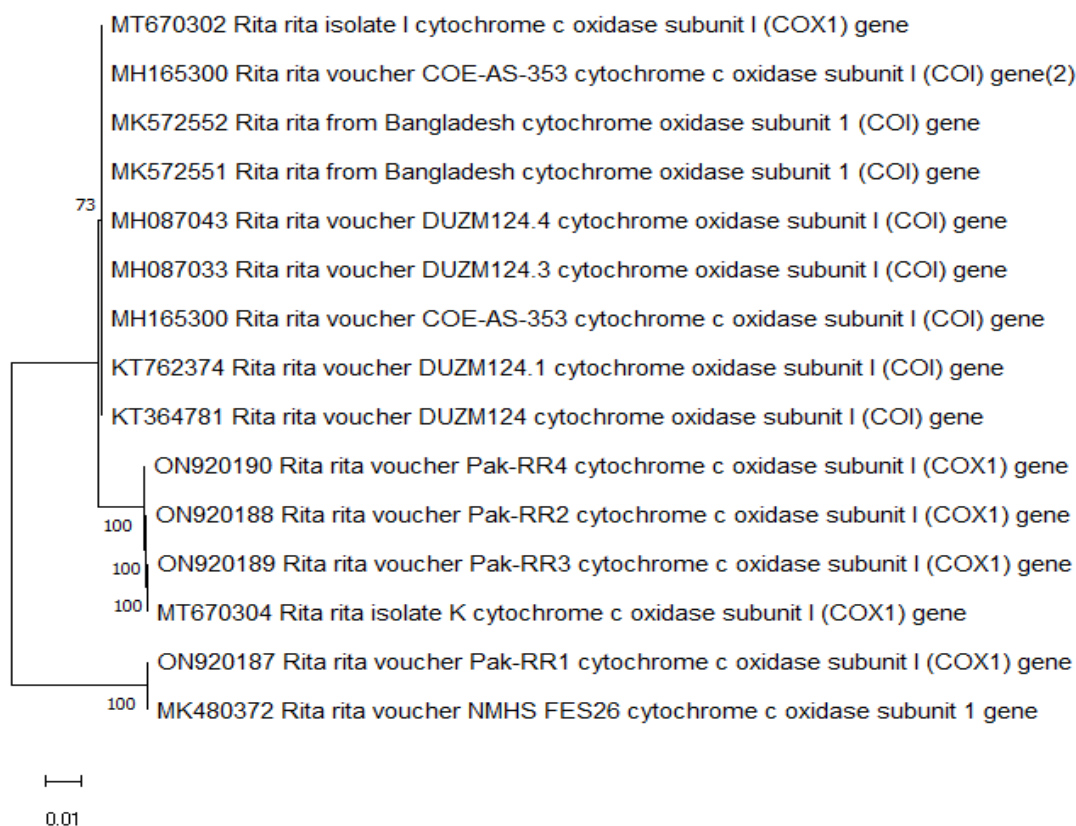 MT670302 Rita rita isolate I cytochrome c oxidase subunit I (COX1) gene
MH165300 Rita rita voucher COE-AS-353 cytochrome c oxidase subunit I (COI) gene(2)
MK572552 Rita rita from Bangladesh cytochrome oxidase subunit 1 (COI) gene
MK572551 Rita rita from Bangladesh cytochrome oxidase subunit 1 (COI) gene
73
MH087043 Rita rita voucher DUZM124.4 cytochrome oxidase subunit I (COI) gene
MH087033 Rita rita voucher DUZM124.3 cytochrome oxidase subunit I (COI) gene
MH165300 Rita rita voucher COE-AS-353 cytochrome c oxidase subunit I (COI) gene
KT762374 Rita rita voucher DUZM124.1 cytochrome oxidase subunit I (COI) gene
KT364781 Rita rita voucher DUZM124 cytochrome oxidase subunit I (COI) gene
ON920190 Rita rita voucher Pak-RR4 cytochrome c oxidase subunit I (COX1) gene
ON920188 Rita rita voucher Pak-RR2 cytochrome c oxidase subunit I (COX1) gene
100
ON920189 Rita rita voucher Pak-RR3 cytochrome c oxidase subunit I (COX1) gene
100
MT670304 Rita rita isolate K cytochrome c oxidase subunit I (COX1) gene
100
ON920187 Rita rita voucher Pak-RR1 cytochrome c oxidase subunit I (COX1) gene
MK480372 Rita rita voucher NMHS FES26 cytochrome c oxidase subunit 1 gene
100
0.01